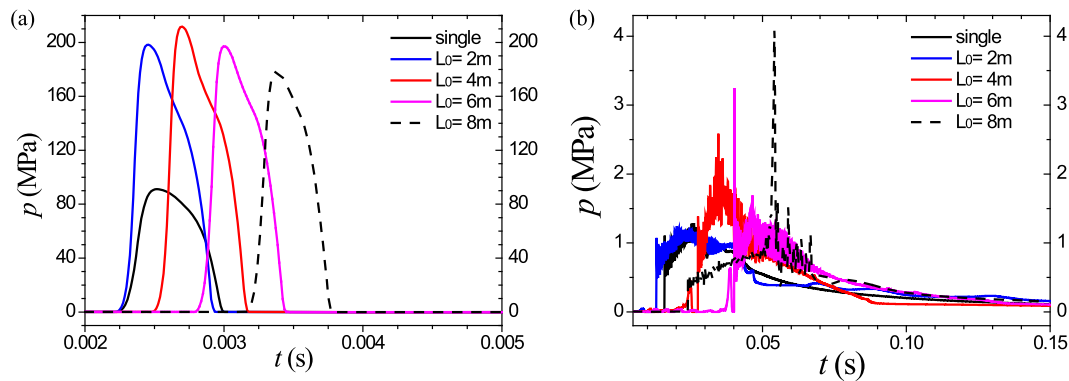 (a)
200
160
120
80
40
0
p (MPa)
single
L0= 2m
L0= 4m
L0= 6m
L0= 8m
200
160
120
80
40
0
0.002
0.003
0.004
0.005
t (s)
(b)
4
3
2
1
0
p (MPa)
single
L0= 2m
L0= 4m
L0= 6m
L0= 8m
4
3
2
1
0
0.05
0.10
0.15
t (s)